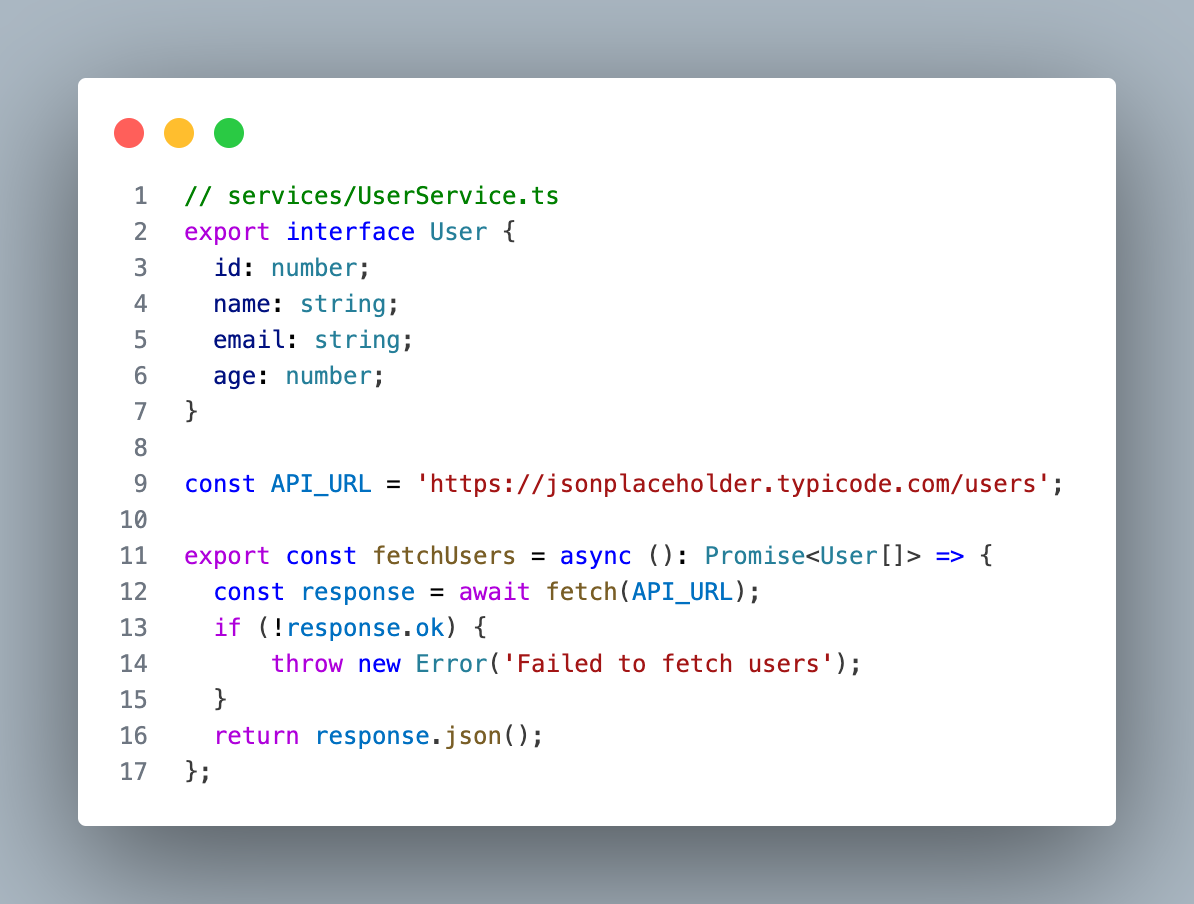 1 // services/UserService.ts
2 export interface User {
3   id: number;
4   name: string;
5   email: string;
6   age: number;
7 }
8
9 const API_URL = 'https://jsonplaceholder.typicode.com/users';
10
11 export const fetchUsers = async (): Promise<User[]> => {
12   const response = await fetch(API_URL);
13   if (!response.ok) {
14       throw new Error('Failed to fetch users');
15   }
16   return response.json();
17 };